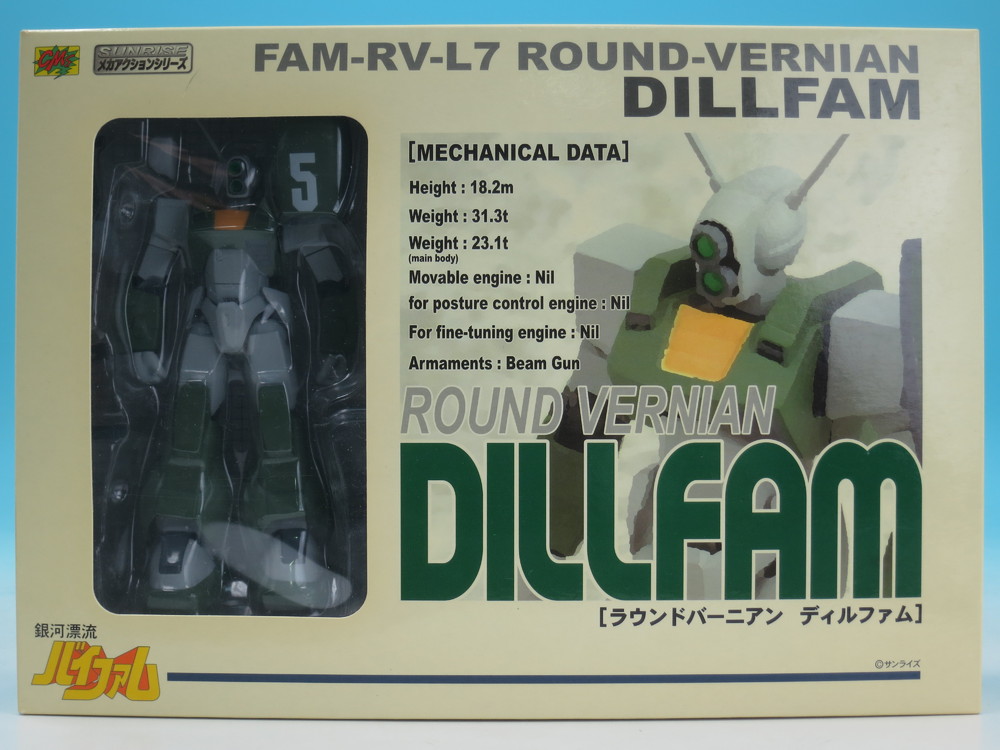 CM's
SUNRISE
メカアクションシリーズ
FAM-RV-L7 ROUND-VERNIAN
DILLFAM
5
[MECHANICAL DATA]
Height : 18.2m
Weight : 31.3t
Weight : 23.1t
(main body)
Movable engine : Nil
for posture control engine : Nil
For fine-tuning engine : Nil
Armaments : Beam Gun
ROUND VERNIAN
DILLFAM
[ラウンドバーニアン ディルファム]
銀河漂流
バイファム
©サンライズ